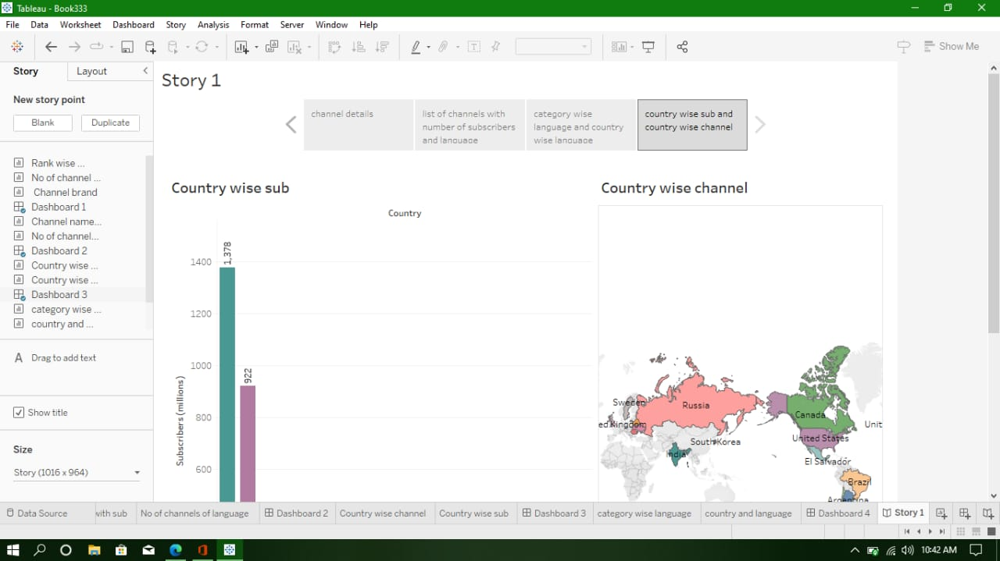 Tableau - Book333
File Data Worksheet Dashboard Story Analysis Format Server Window Help
Show Me
Story Layout
New story point
Blank Duplicate
Rank wise ...
No of channel ...
Channel brand
Dashboard 1
Channel name...
No of channel...
Dashboard 2
Country wise ...
Country wise ...
Dashboard 3
category wise ...
country and ...
A Drag to add text
Show title
Size
Story (1016 x 964)
Story 1
channel details
list of channels with
number of subscribers
and language
category wise
language and country
wise language
country wise sub and
country wise channel
Country wise sub
Country
Subscribers (millions)
1400
1200
1000
800
600
1,378
922
Country wise channel
Sweden
Russia
ed Kingdom
South Korea
India
Canada
Unit
United States
El Salvador
Brazil
Argentina
Data Source with sub No of channels of language Dashboard 2 Country wise channel Country wise sub Dashboard 3 category wise language country and language Dashboard 4 Story 1
10:42 AM